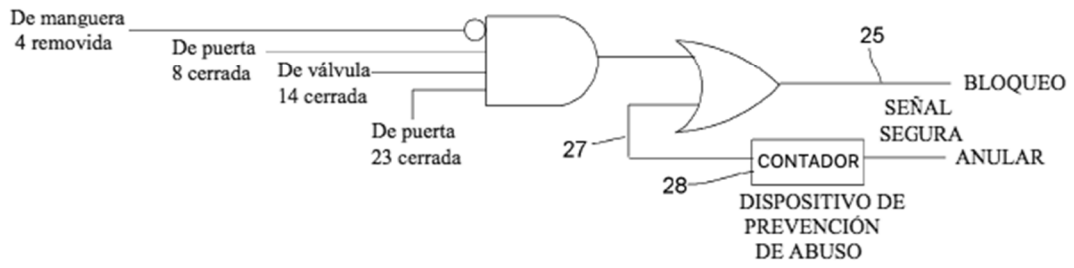 De manguera
4 removida
De puerta
8 cerrada
De válvula
14 cerrada
De puerta
23 cerrada
25
BLOQUEO
SEÑAL
SEGURA
27
28
CONTADOR
ANULAR
DISPOSITIVO DE
PREVENCIÓN
DE ABUSO